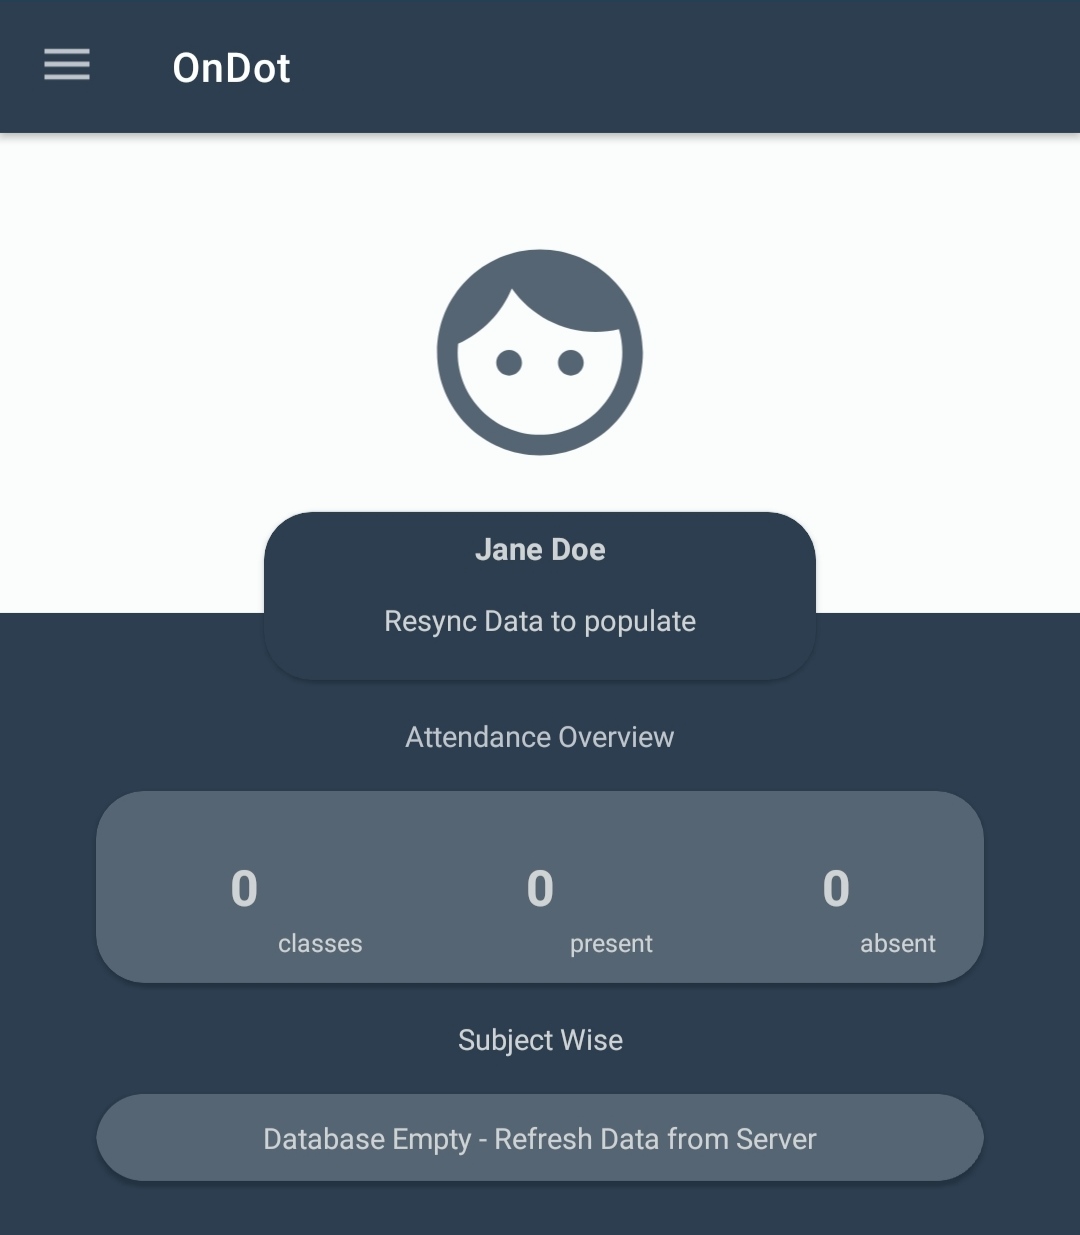 OnDot
Jane Doe
Resync Data to populate
Attendance Overview
0 0 0
classes present absent
Subject Wise
Database Empty - Refresh Data from Server